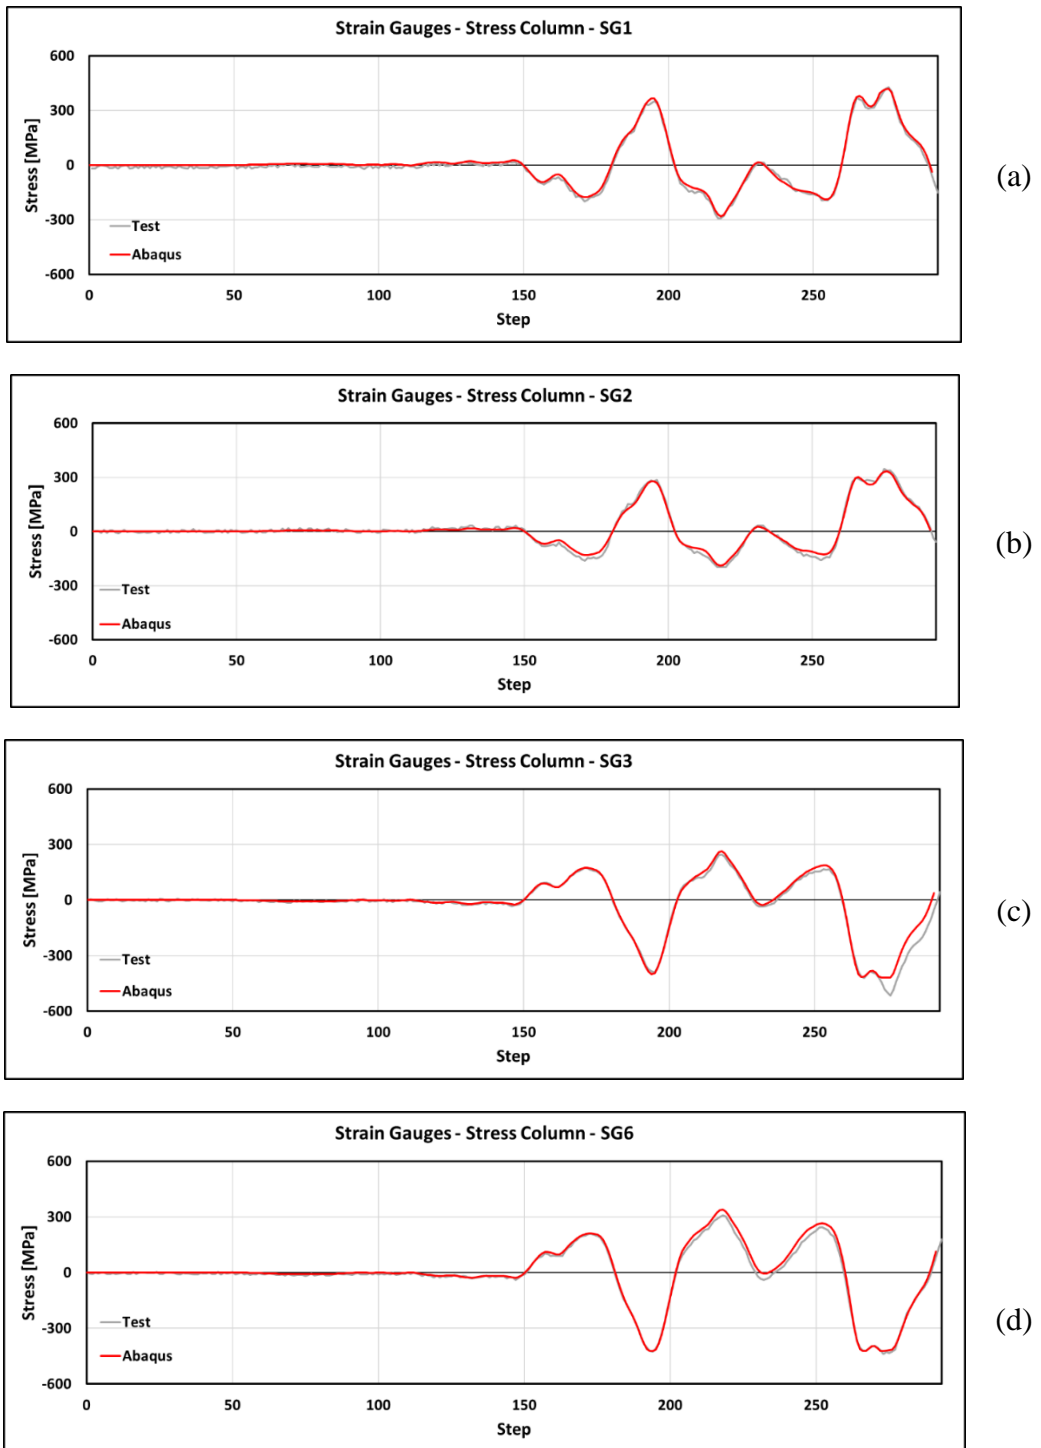 Strain Gauges - Stress Column - SG1
600
300
0
-300
-600
Stress [MPa]
Test
Abaqus
0 50 100 150 200 250
Step
(a)
Strain Gauges - Stress Column - SG2
600
300
0
-300
-600
Stress [MPa]
Test
Abaqus
0 50 100 150 200 250
Step
(b)
Strain Gauges - Stress Column - SG3
600
300
0
-300
-600
Stress [MPa]
Test
Abaqus
0 50 100 150 200 250
Step
(c)
Strain Gauges - Stress Column - SG6
600
300
0
-300
-600
Stress [MPa]
Test
Abaqus
0 50 100 150 200 250
Step
(d)